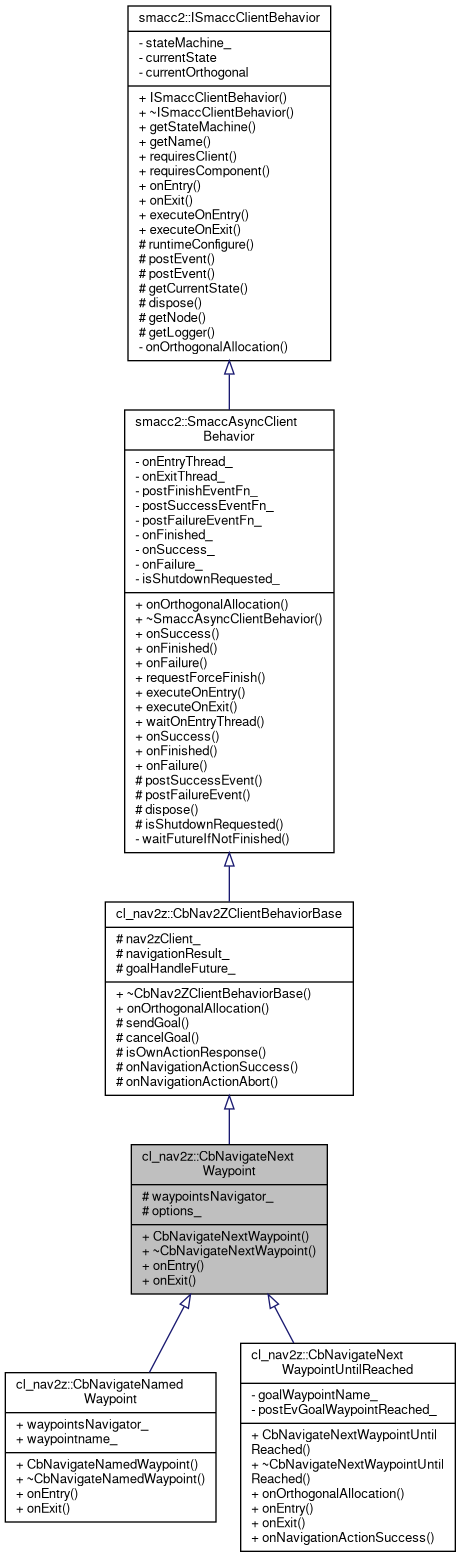 smacc2::ISmaccClientBehavior
- stateMachine_
- currentState
- currentOrthogonal
+ ISmaccClientBehavior()
+ ~ISmaccClientBehavior()
+ getStateMachine()
+ getName()
+ requiresClient()
+ requiresComponent()
+ onEntry()
+ onExit()
+ executeOnEntry()
+ executeOnExit()
# runtimeConfigure()
# postEvent()
# postEvent()
# getCurrentState()
# dispose()
# getNode()
# getLogger()
- onOrthogonalAllocation()
smacc2::SmaccAsyncClient
Behavior
- onEntryThread_
- onExitThread_
- postFinishEventFn_
- postSuccessEventFn_
- postFailureEventFn_
- onFinished_
- onSuccess_
- onFailure_
- isShutdownRequested_
+ onOrthogonalAllocation()
+ ~SmaccAsyncClientBehavior()
+ onSuccess()
+ onFinished()
+ onFailure()
+ requestForceFinish()
+ executeOnEntry()
+ executeOnExit()
+ waitOnEntryThread()
+ onSuccess()
+ onFinished()
+ onFailure()
# postSuccessEvent()
# postFailureEvent()
# dispose()
# isShutdownRequested()
- waitFutureIfNotFinished()
cl_nav2z::CbNav2ZClientBehaviorBase
# nav2zClient_
# navigationResult_
# goalHandleFuture_
+ ~CbNav2ZClientBehaviorBase()
+ onOrthogonalAllocation()
# sendGoal()
# cancelGoal()
# isOwnActionResponse()
# onNavigationActionSuccess()
# onNavigationActionAbort()
cl_nav2z::CbNavigateNext
Waypoint
# waypointsNavigator_
# options_
+ CbNavigateNextWaypoint()
+ ~CbNavigateNextWaypoint()
+ onEntry()
+ onExit()
cl_nav2z::CbNavigateNamed
Waypoint
+ waypointsNavigator_
+ waypointname_
+ CbNavigateNamedWaypoint()
+ ~CbNavigateNamedWaypoint()
+ onEntry()
+ onExit()
cl_nav2z::CbNavigateNext
WaypointUntilReached
- goalWaypointName_
- postEvGoalWaypointReached_
+ CbNavigateNextWaypointUntil
Reached()
+ ~CbNavigateNextWaypointUntil
Reached()
+ onOrthogonalAllocation()
+ onEntry()
+ onExit()
+ onNavigationActionSuccess()